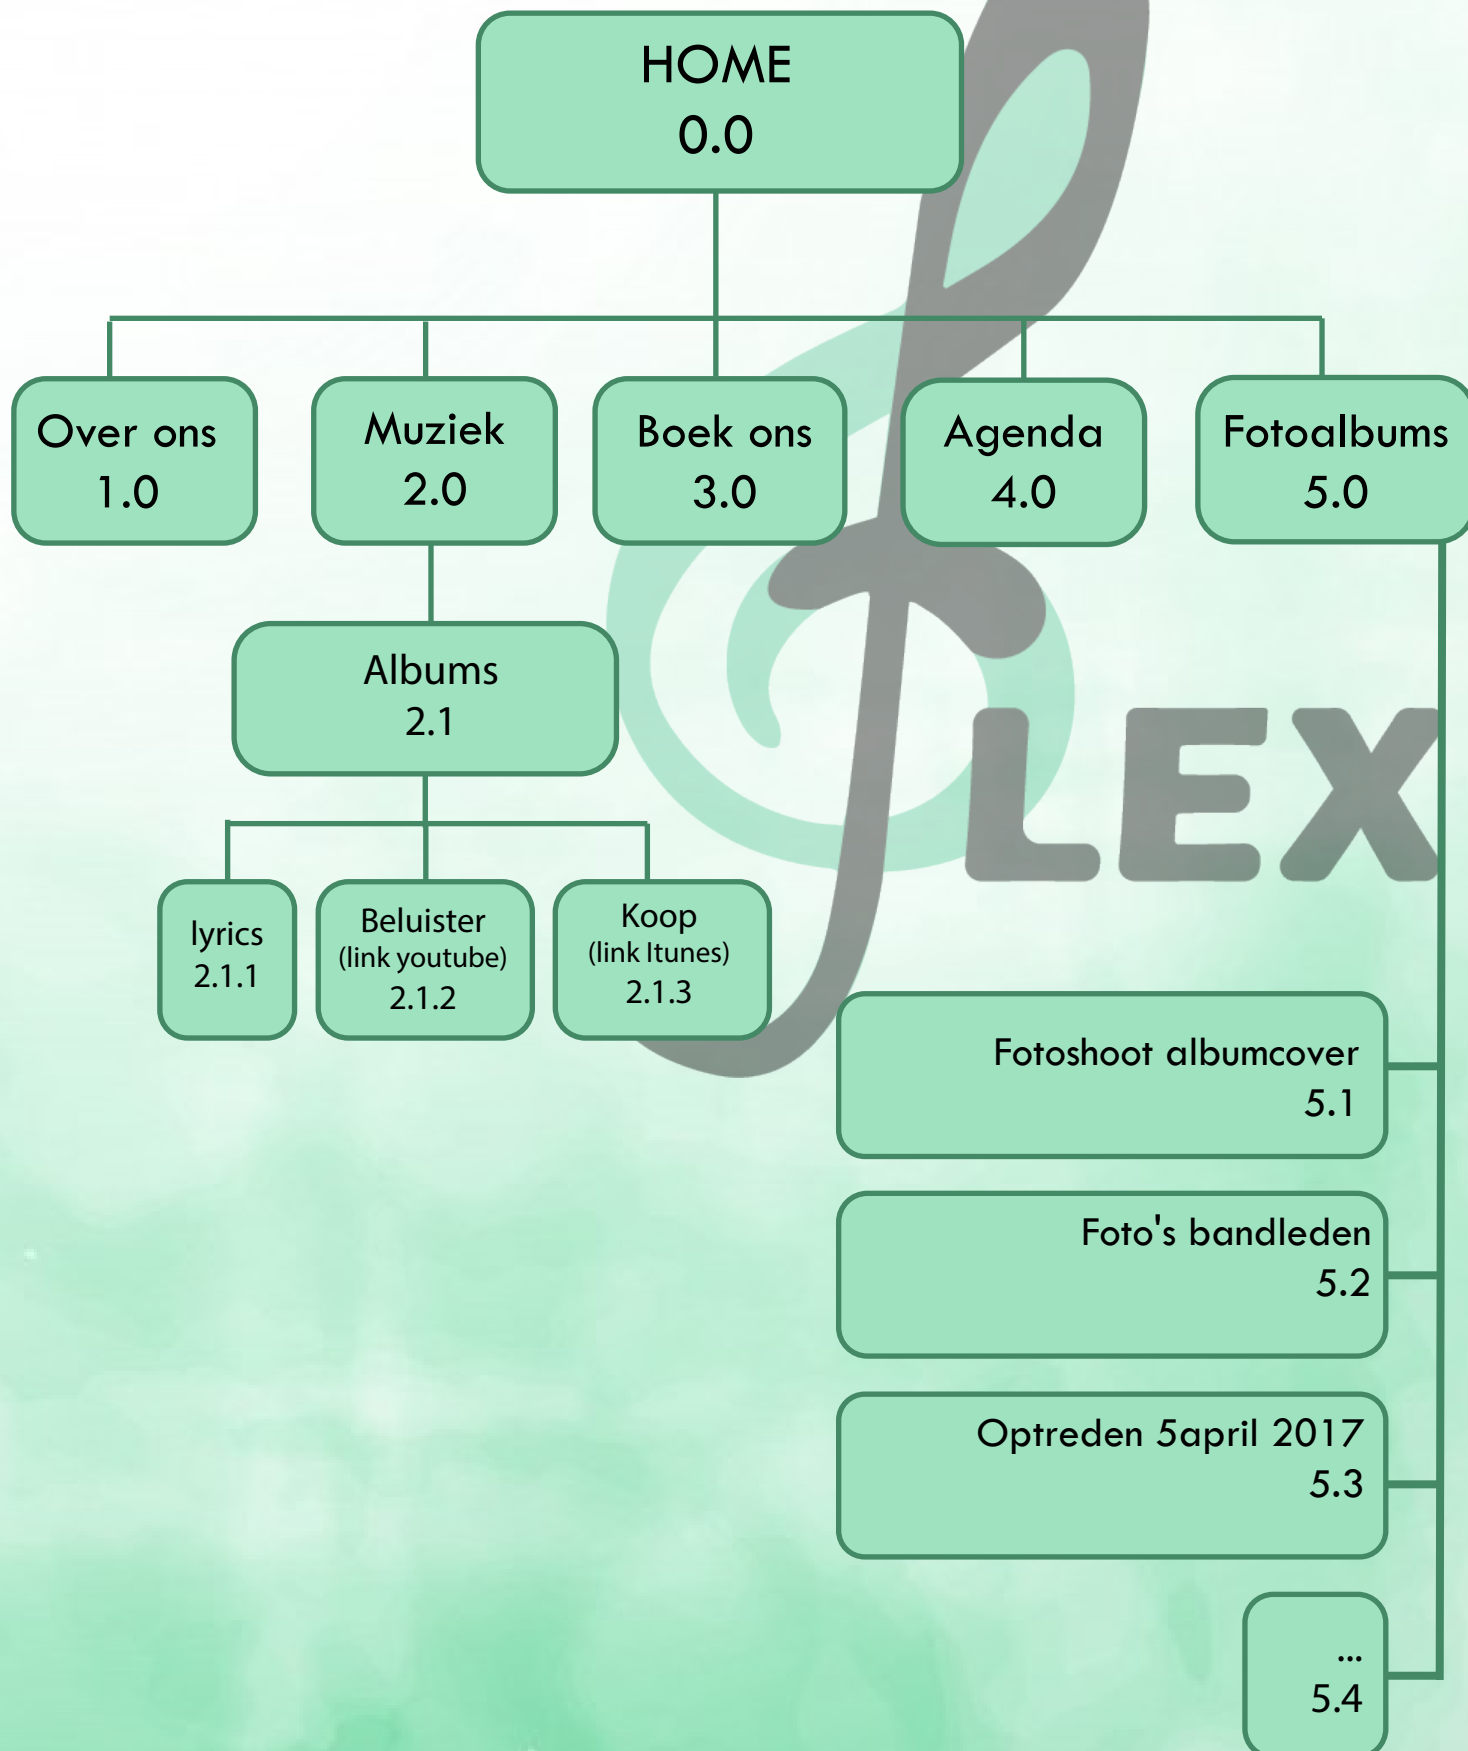 HOME
0.0
Over ons
1.0
Muziek
2.0
Boek ons
3.0
Agenda
4.0
Fotoalbums
5.0
Albums
2.1
LEX
lyrics
2.1.1
Beluister
(link youtube)
2.1.2
Koop
(link Itunes)
2.1.3
Fotoshoot albumcover
5.1
Foto's bandleden
5.2
Optreden 5april 2017
5.3
...
5.4